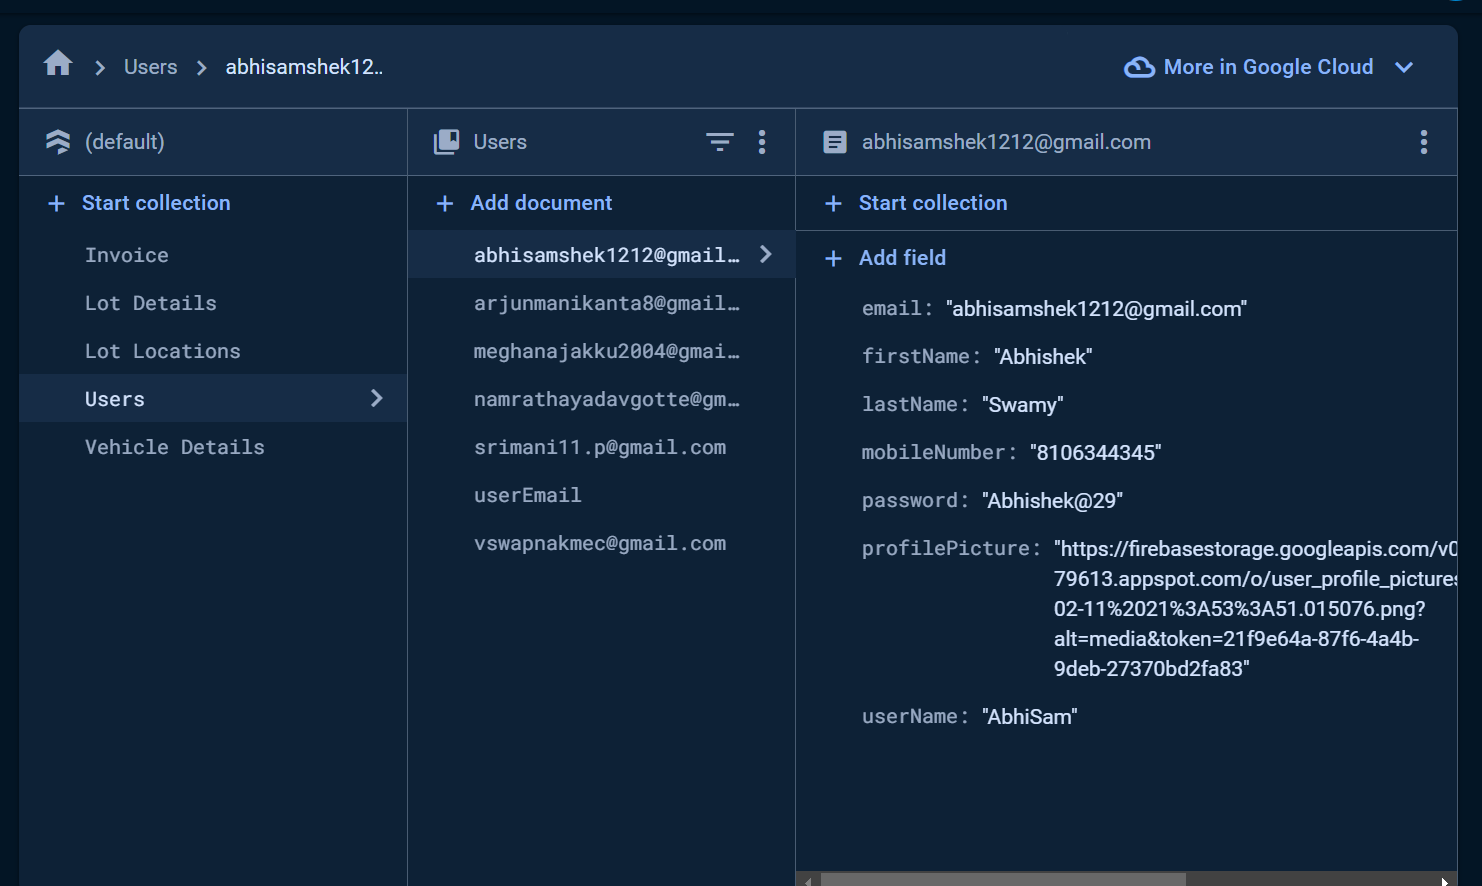 Users
abhisamshek12..
More in Google Cloud
(default)
Users
abhisamshek1212@gmail.com
Start collection
Add document
Start collection
Invoice
Lot Details
Lot Locations
Users
Vehicle Details
abhisamshek1212@gmail…
arjunmanikanta8@gmail…
meghanajakku2004@gmai…
namrathayadavgotte@gm…
srimani11.p@gmail.com
userEmail
vswapnakmec@gmail.com
Add field
email: "abhisamshek1212@gmail.com"
firstName: "Abhishek"
lastName: "Swamy"
mobileNumber: "8106344345"
password: "Abhishek@29"
profilePicture: "https://firebasestorage.googleapis.com/v0
79613.appspot.com/o/user_profile_pictures
02-11%2021%3A53%3A51.015076.png?
alt=media&token=21f9e64a-87f6-4a4b-
9deb-27370bd2fa83"
userName: "AbhiSam"